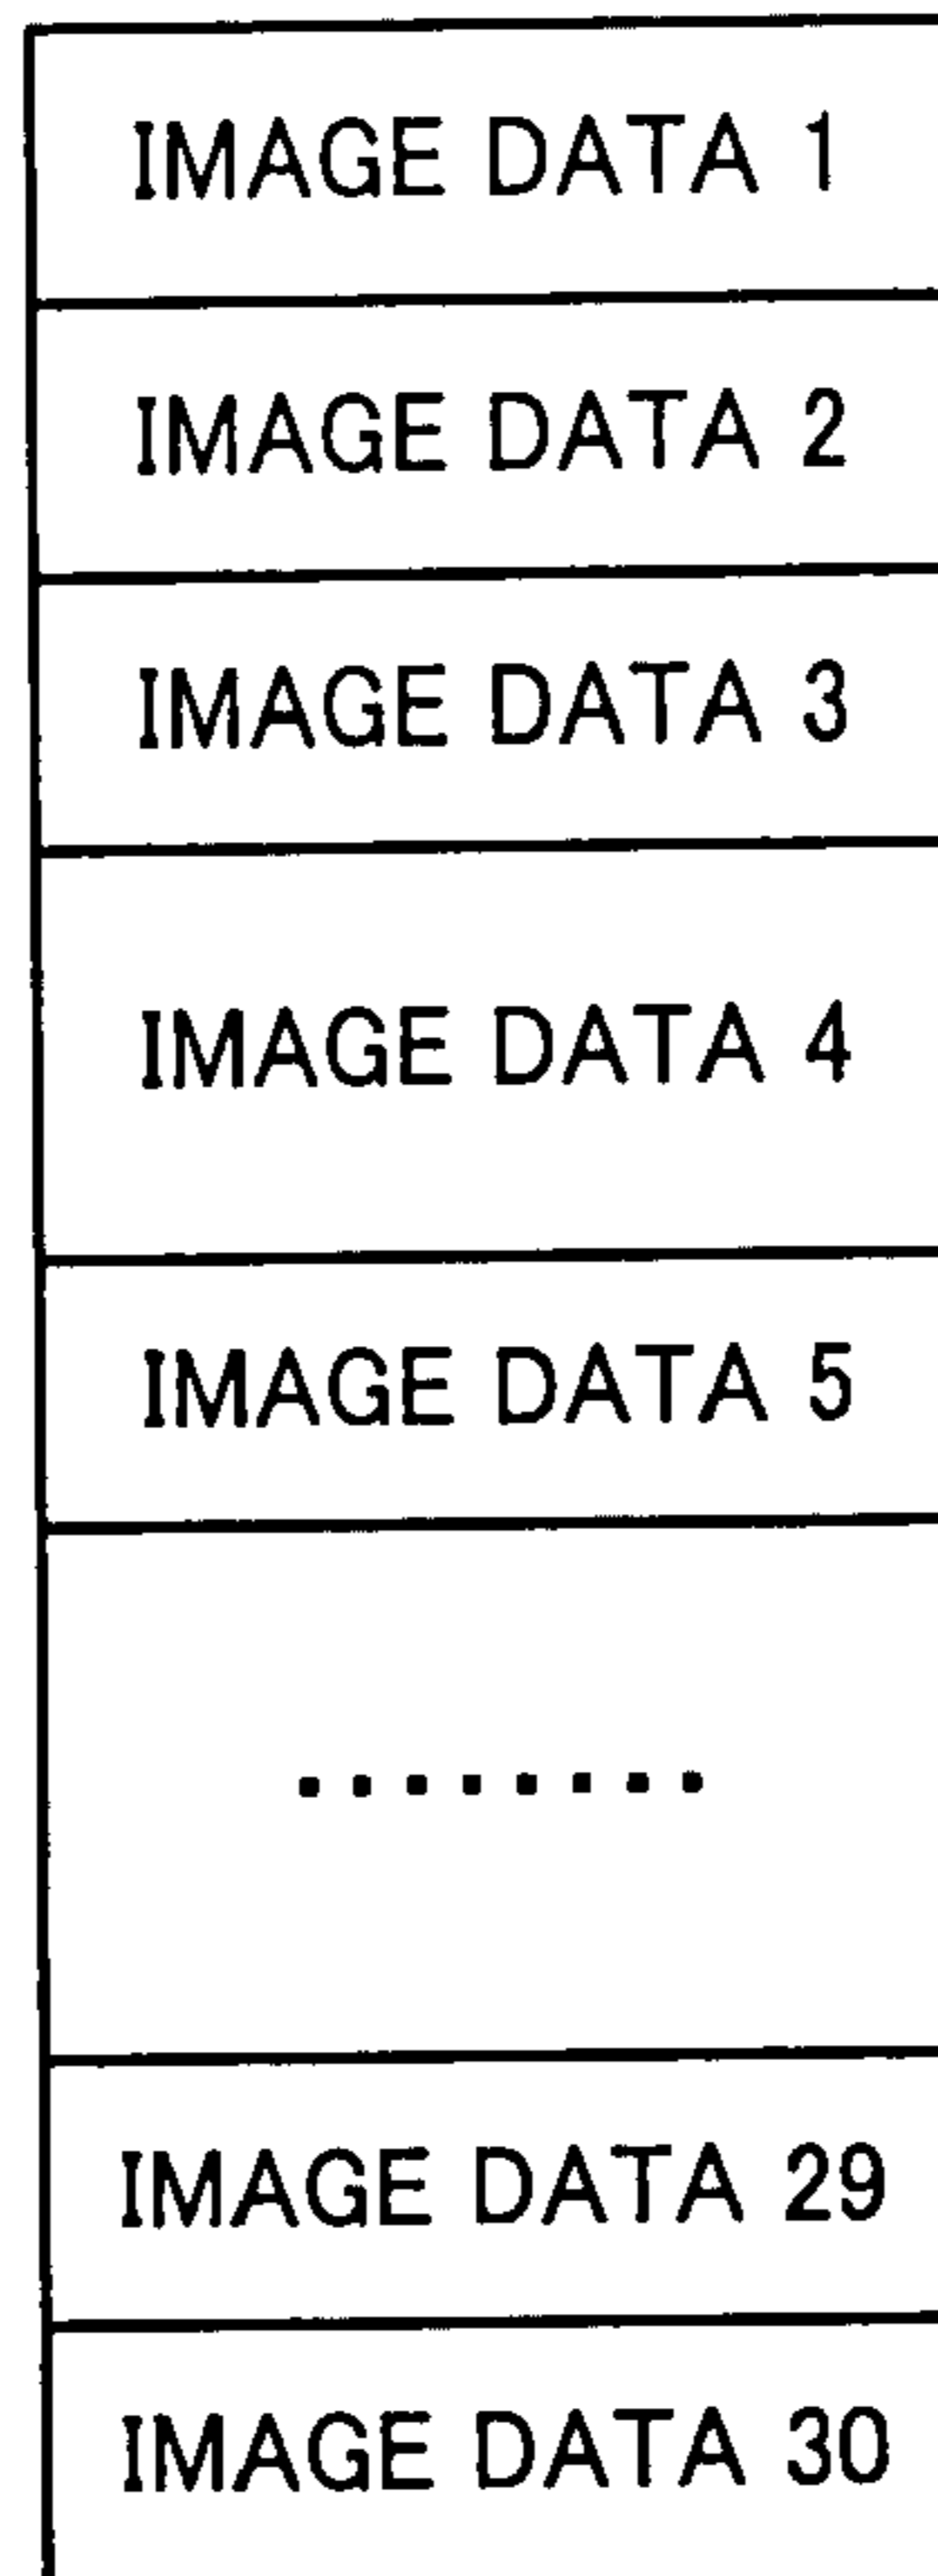 IMAGE DATA 1
IMAGE DATA 2
IMAGE DATA 3
IMAGE DATA 4
IMAGE DATA 5
........
IMAGE DATA 29
IMAGE DATA 30